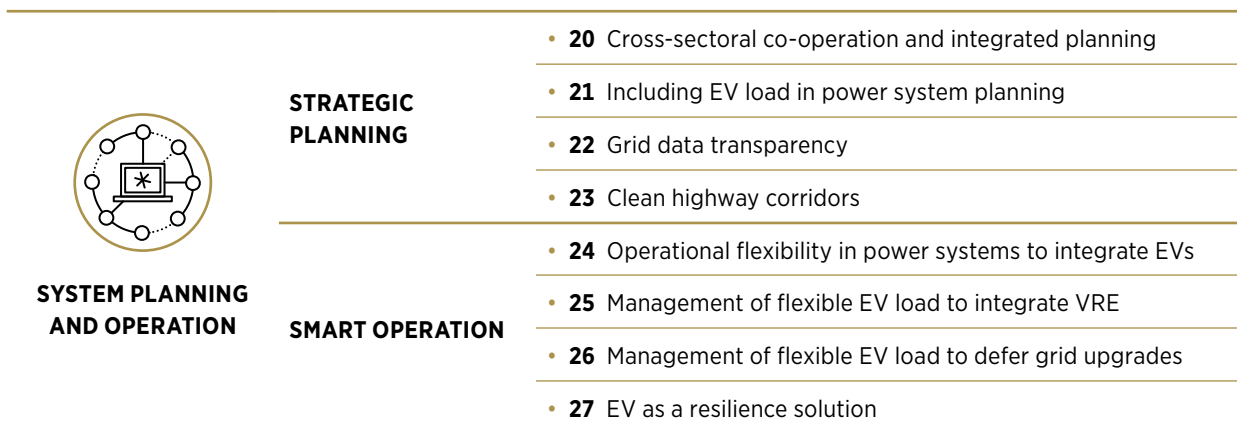 SYSTEM PLANNING
AND OPERATION
STRATEGIC
PLANNING
• 20 Cross-sectoral co-operation and integrated planning
• 21 Including EV load in power system planning
• 22 Grid data transparency
• 23 Clean highway corridors
SMART OPERATION
• 24 Operational flexibility in power systems to integrate EVs
• 25 Management of flexible EV load to integrate VRE
• 26 Management of flexible EV load to defer grid upgrades
• 27 EV as a resilience solution